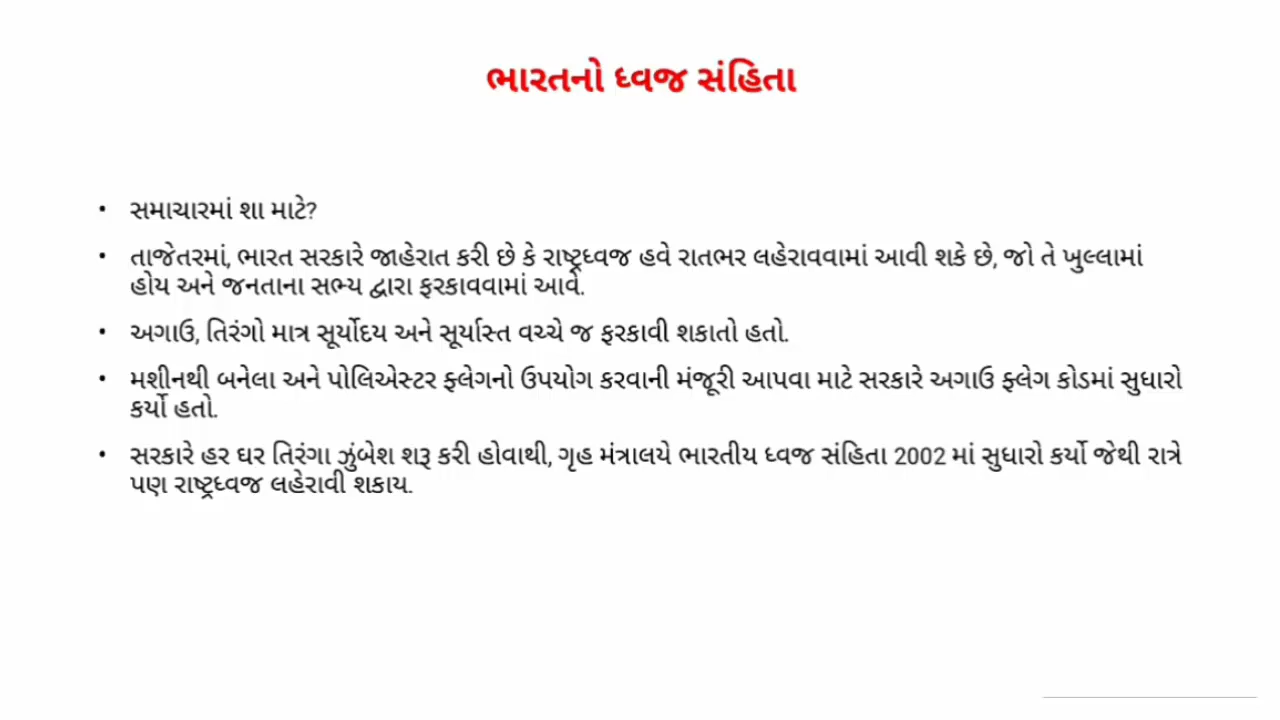 ભારતનો ધ્વજ સંહિતા
• સમાચારમાં શા માટે?
• તાજેતરમાં, ભારત સરકારે જાહેરાત કરી છે કે રાષ્ટ્રધ્વજ હવે રાતભર લહેરાવવામાં આવી શકે છે, જો તે ખુલ્લામાં
હોય અને જનતાના સભ્ય દ્વારા ફરકાવવામાં આવે.
• અગાઉ, તિરંગો માત્ર સૂર્યોદય અને સૂર્યાસ્ત વચ્ચે જ ફરકાવી શકાતો હતો.
• મશીનથી બનેલા અને પોલિએસ્ટર ફ્લેગનો ઉપયોગ કરવાની મંજૂરી આપવા માટે સરકારે અગાઉ ફ્લેગ કોડમાં સુધારો
કર્યો હતો.
• સરકારે હર ઘર તિરંગા ઝુંબેશ શરૂ કરી હોવાથી, ગૃહ મંત્રાલયે ભારતીય ધ્વજ સંહિતા 2002 માં સુધારો કર્યો જેથી રાત્રે
પણ રાષ્ટ્રધ્વજ લહેરાવી શકાય.